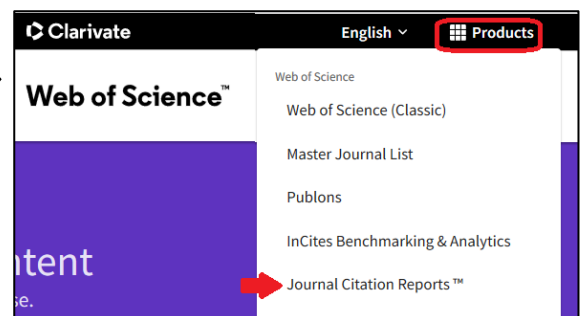 Clarivate English Products
Web of Science™
Web of Science
Web of Science (Classic)
Master Journal List
Publons
InCites Benchmarking & Analytics
Journal Citation Reports™
ntent
se.